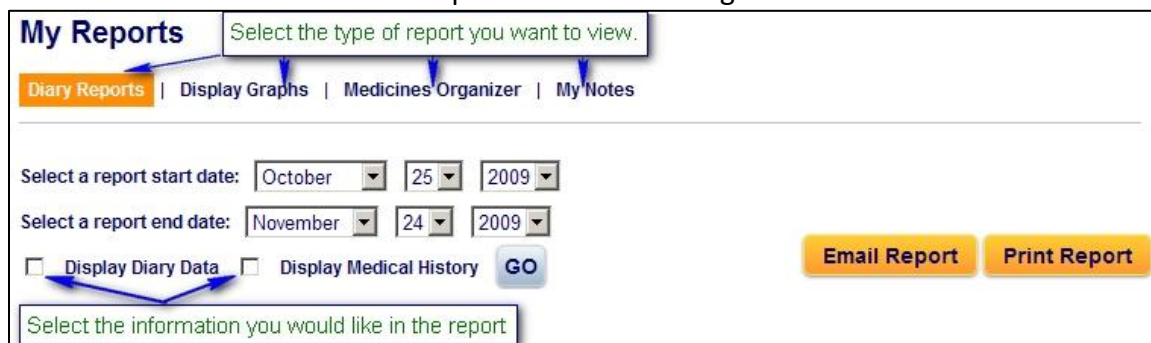 My Reports
Select the type of report you want to view.
Diary Reports | Display Graphs | Medicines Organizer | My Notes
Select a report start date: October 25 2009
Select a report end date: November 24 2009
Display Diary Data Display Medical History GO
Email Report Print Report
Select the information you would like in the report